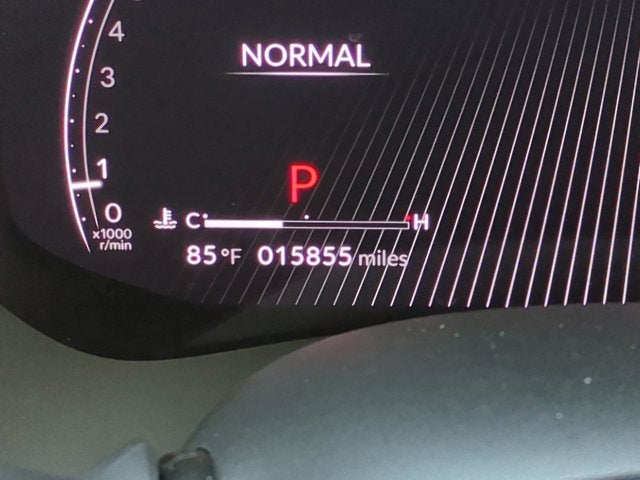 4
NORMAL
3
2
1
P
0
x1000
r/min
C H
85 °F 015855 miles